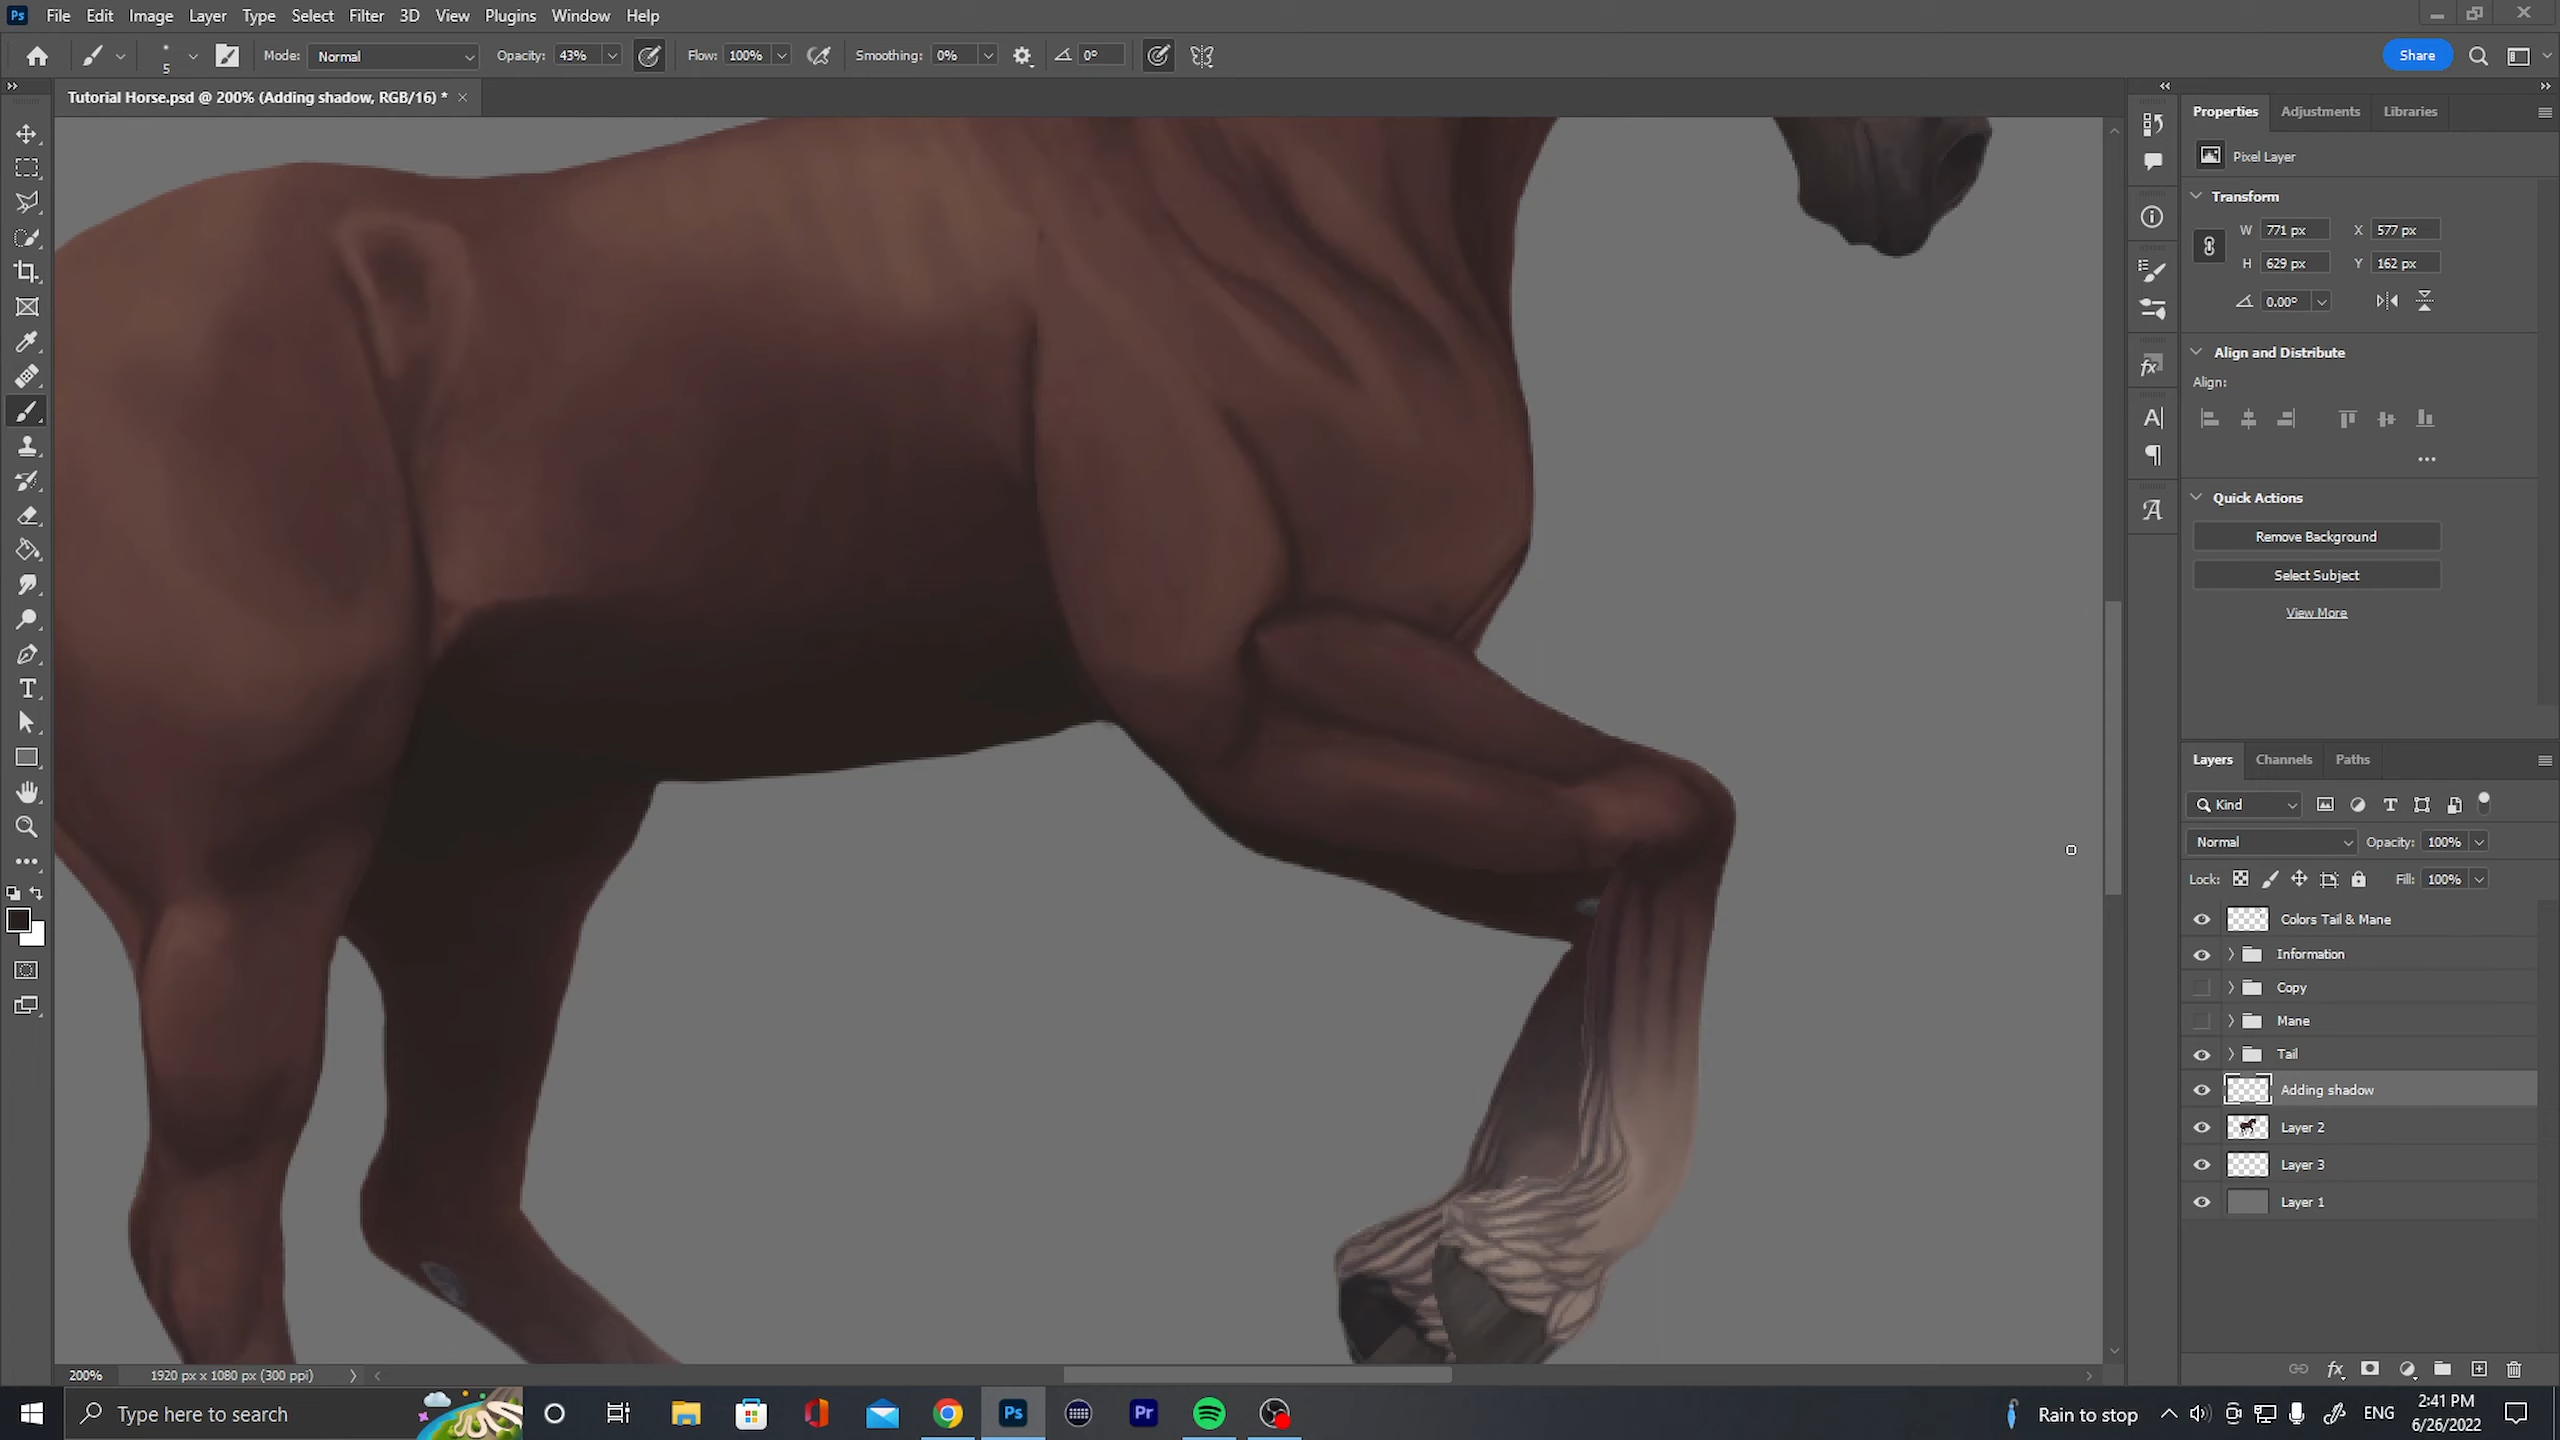 Ps File Edit Image Layer Type Select Filter 3D View Plugins Window Help
5 Mode: Normal Opacity: 43% Flow: 100% Smoothing: 0% 0° Share
Tutorial Horse.psd @ 200% (Adding shadow, RGB/16) * ×
Properties Adjustments Libraries
Pixel Layer
Transform
W 771 px X 577 px
H 629 px Y 162 px
0.00°
Align and Distribute
Align:
Quick Actions
Remove Background
Select Subject
View More
Layers Channels Paths
Kind
Normal Opacity: 100%
Lock: Fill: 100%
Colors Tail & Mane
Information
Copy
Mane
Tail
Adding shadow
Layer 2
Layer 3
Layer 1
200% 1920 px x 1080 px (300 ppi)
Type here to search
Ps Pr
Rain to stop ENG 2:41 PM
6/26/2022